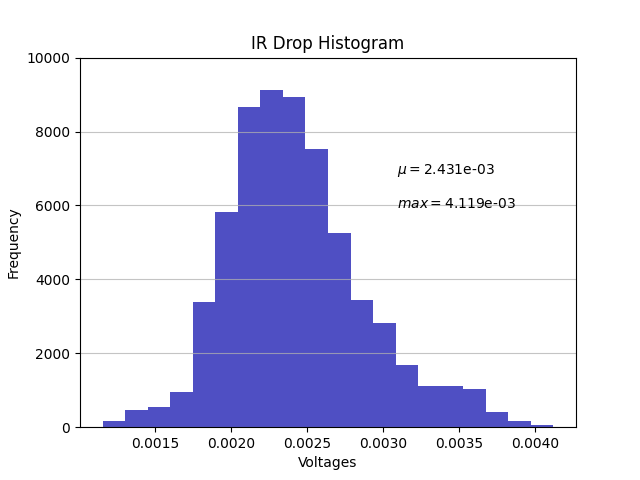 IR Drop Histogram
10000
8000
6000
4000
2000
0
Frequency
μ = 2.431e-03
max = 4.119e-03
0.0015 0.0020 0.0025 0.0030 0.0035 0.0040
Voltages